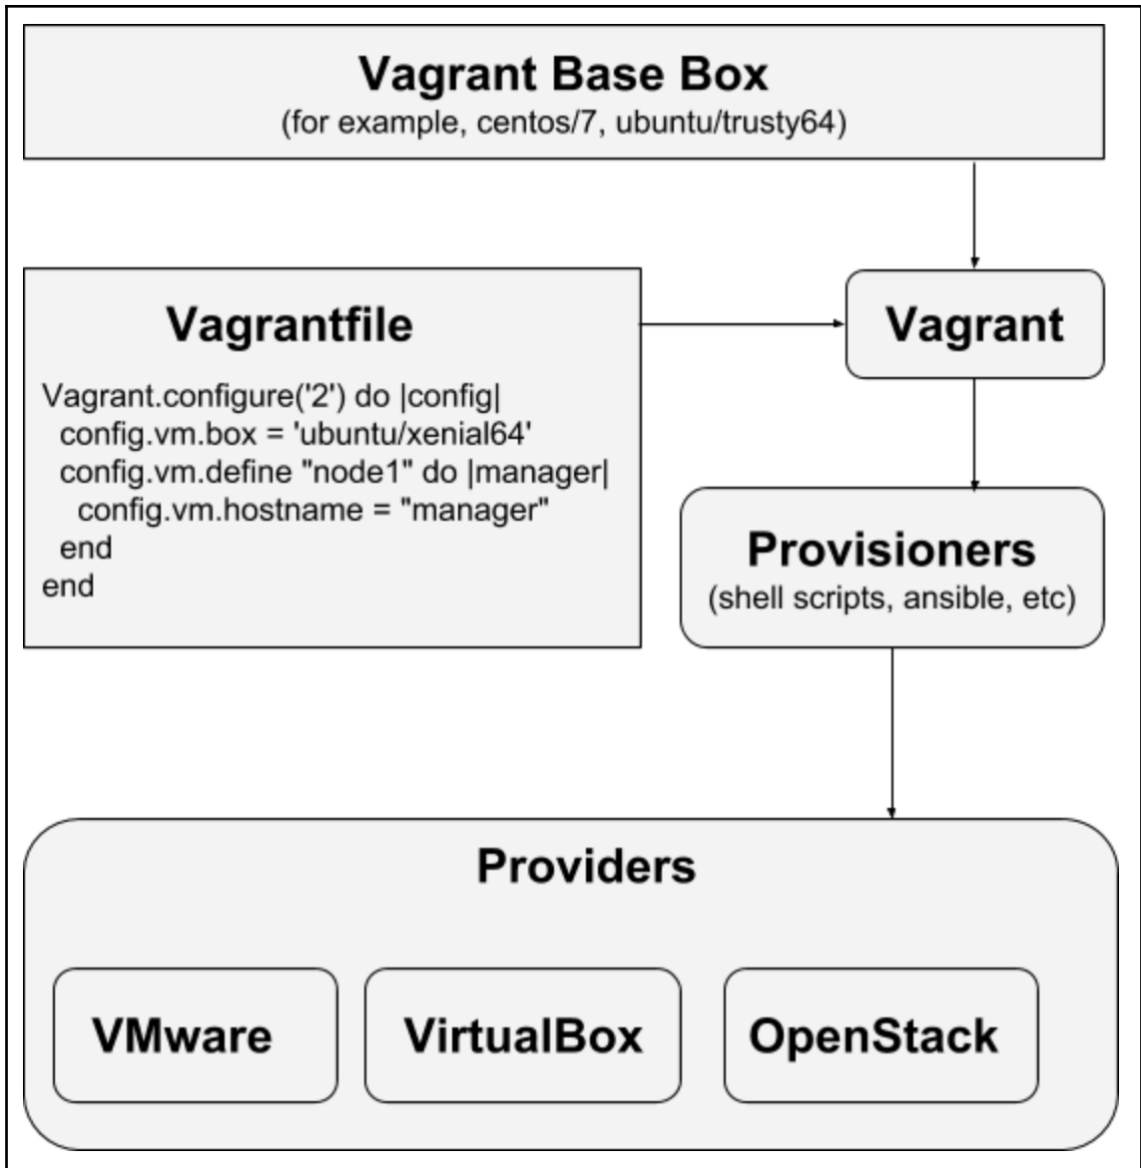 Vagrant Base Box
(for example, centos/7, ubuntu/trusty64)
Vagrantfile
Vagrant.configure('2') do |config|
config.vm.box = 'ubuntu/xenial64'
config.vm.define "node1" do |manager|
config.vm.hostname = "manager"
end
end
Vagrant
Provisioners
(shell scripts, ansible, etc)
Providers
VMware
VirtualBox
OpenStack